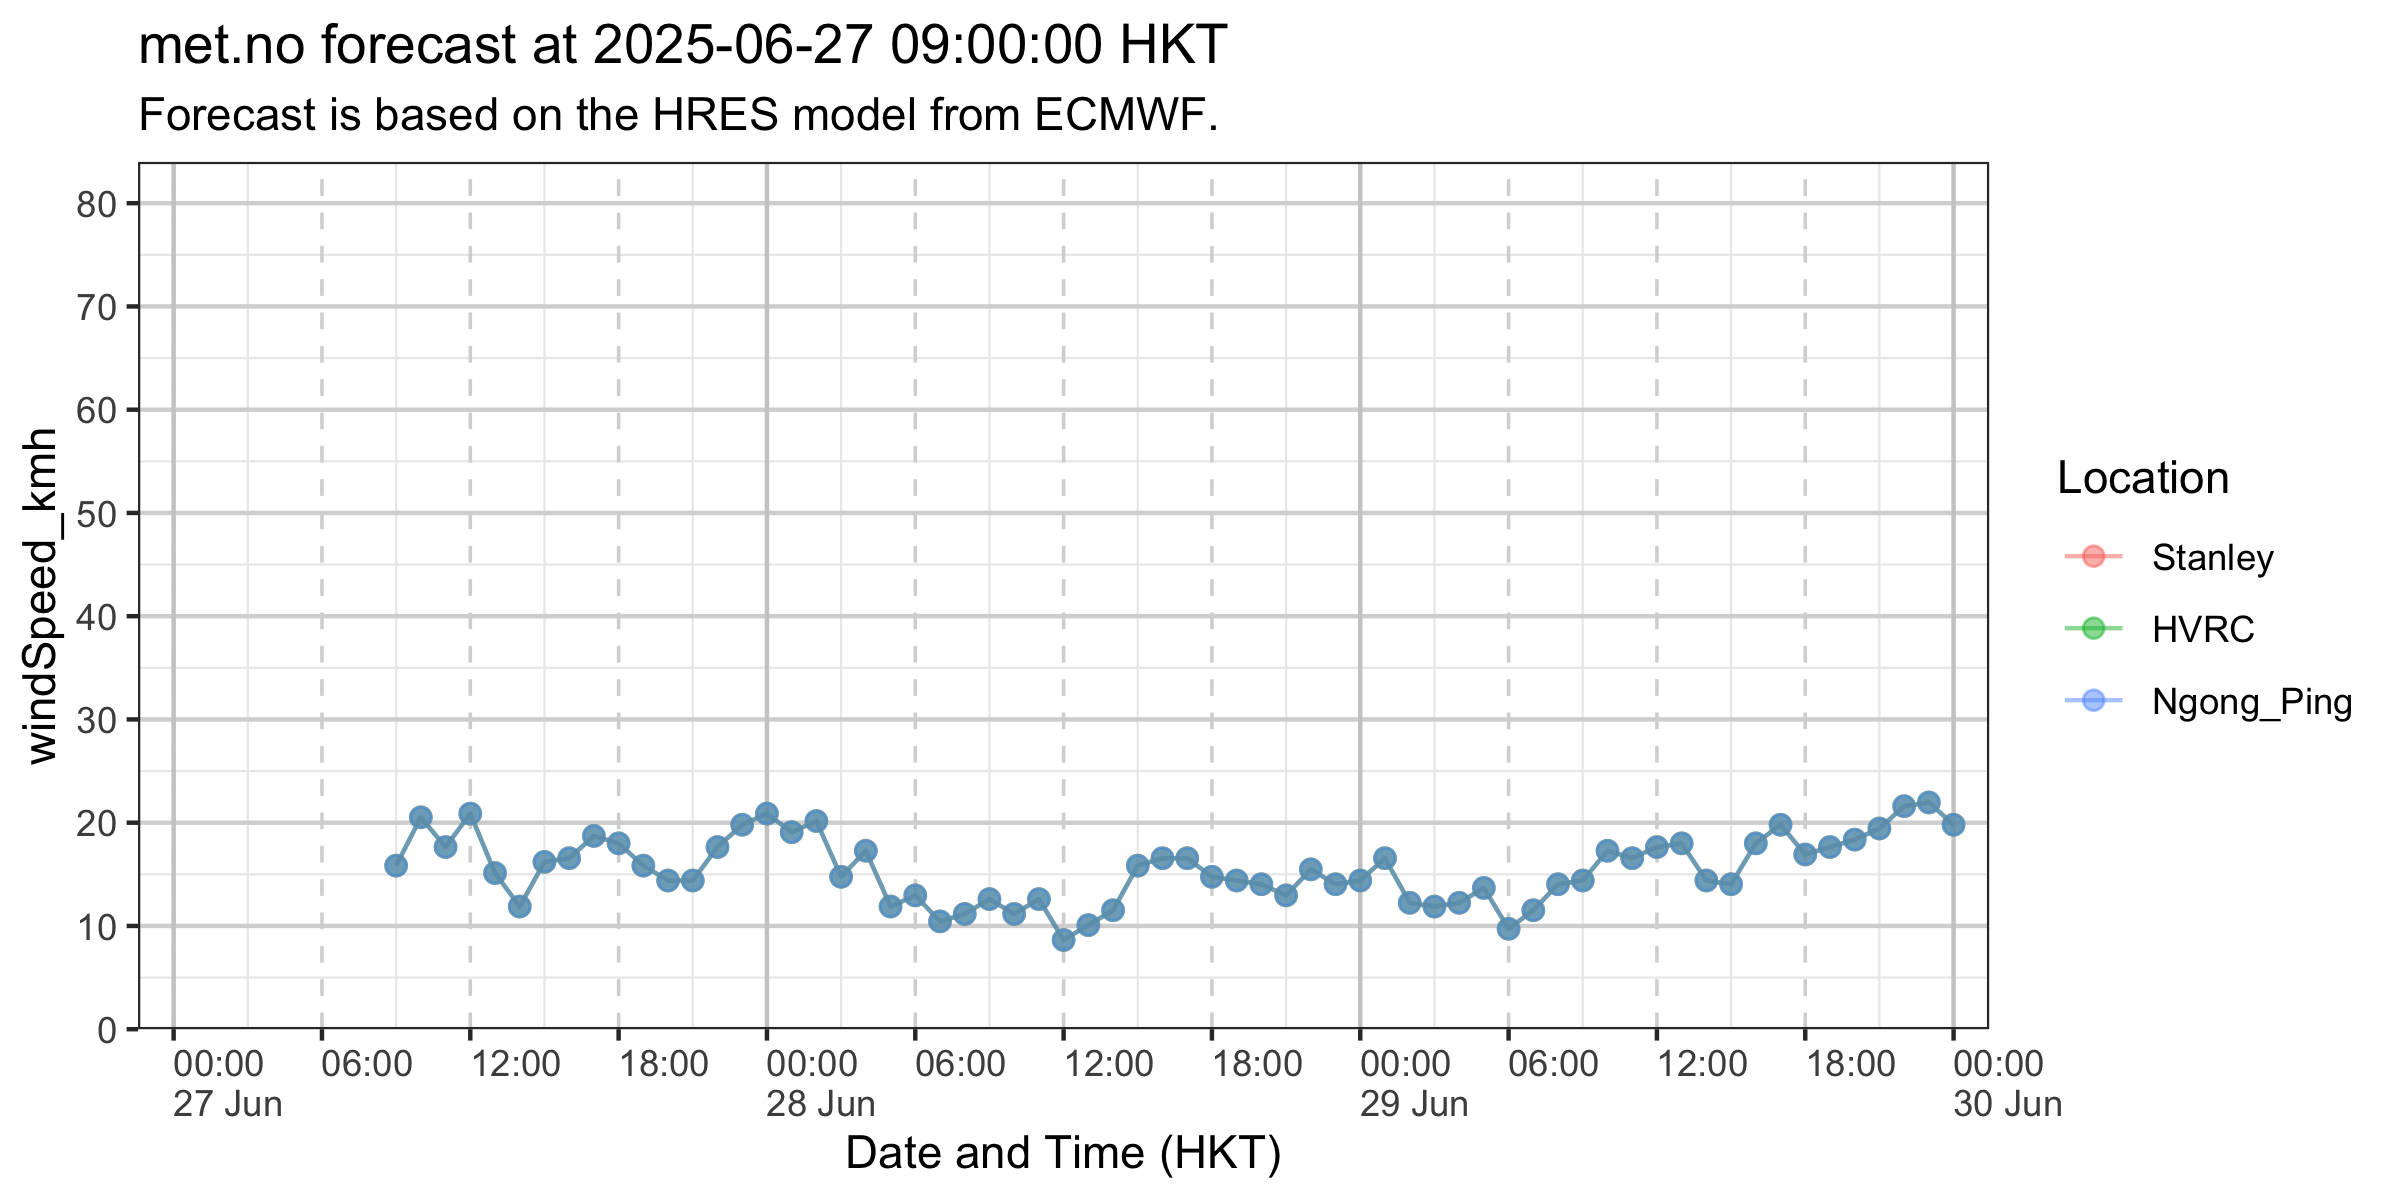 met.no forecast at 2025-06-27 09:00:00 HKT
Forecast is based on the HRES model from ECMWF.
windSpeed_kmh
80
70
60
50
40
30
20
10
0
00:00 06:00 12:00 18:00 00:00 06:00 12:00 18:00 00:00 06:00 12:00 18:00 00:00
27 Jun 28 Jun 29 Jun 30 Jun
Date and Time (HKT)
Location
Stanley
HVRC
Ngong_Ping